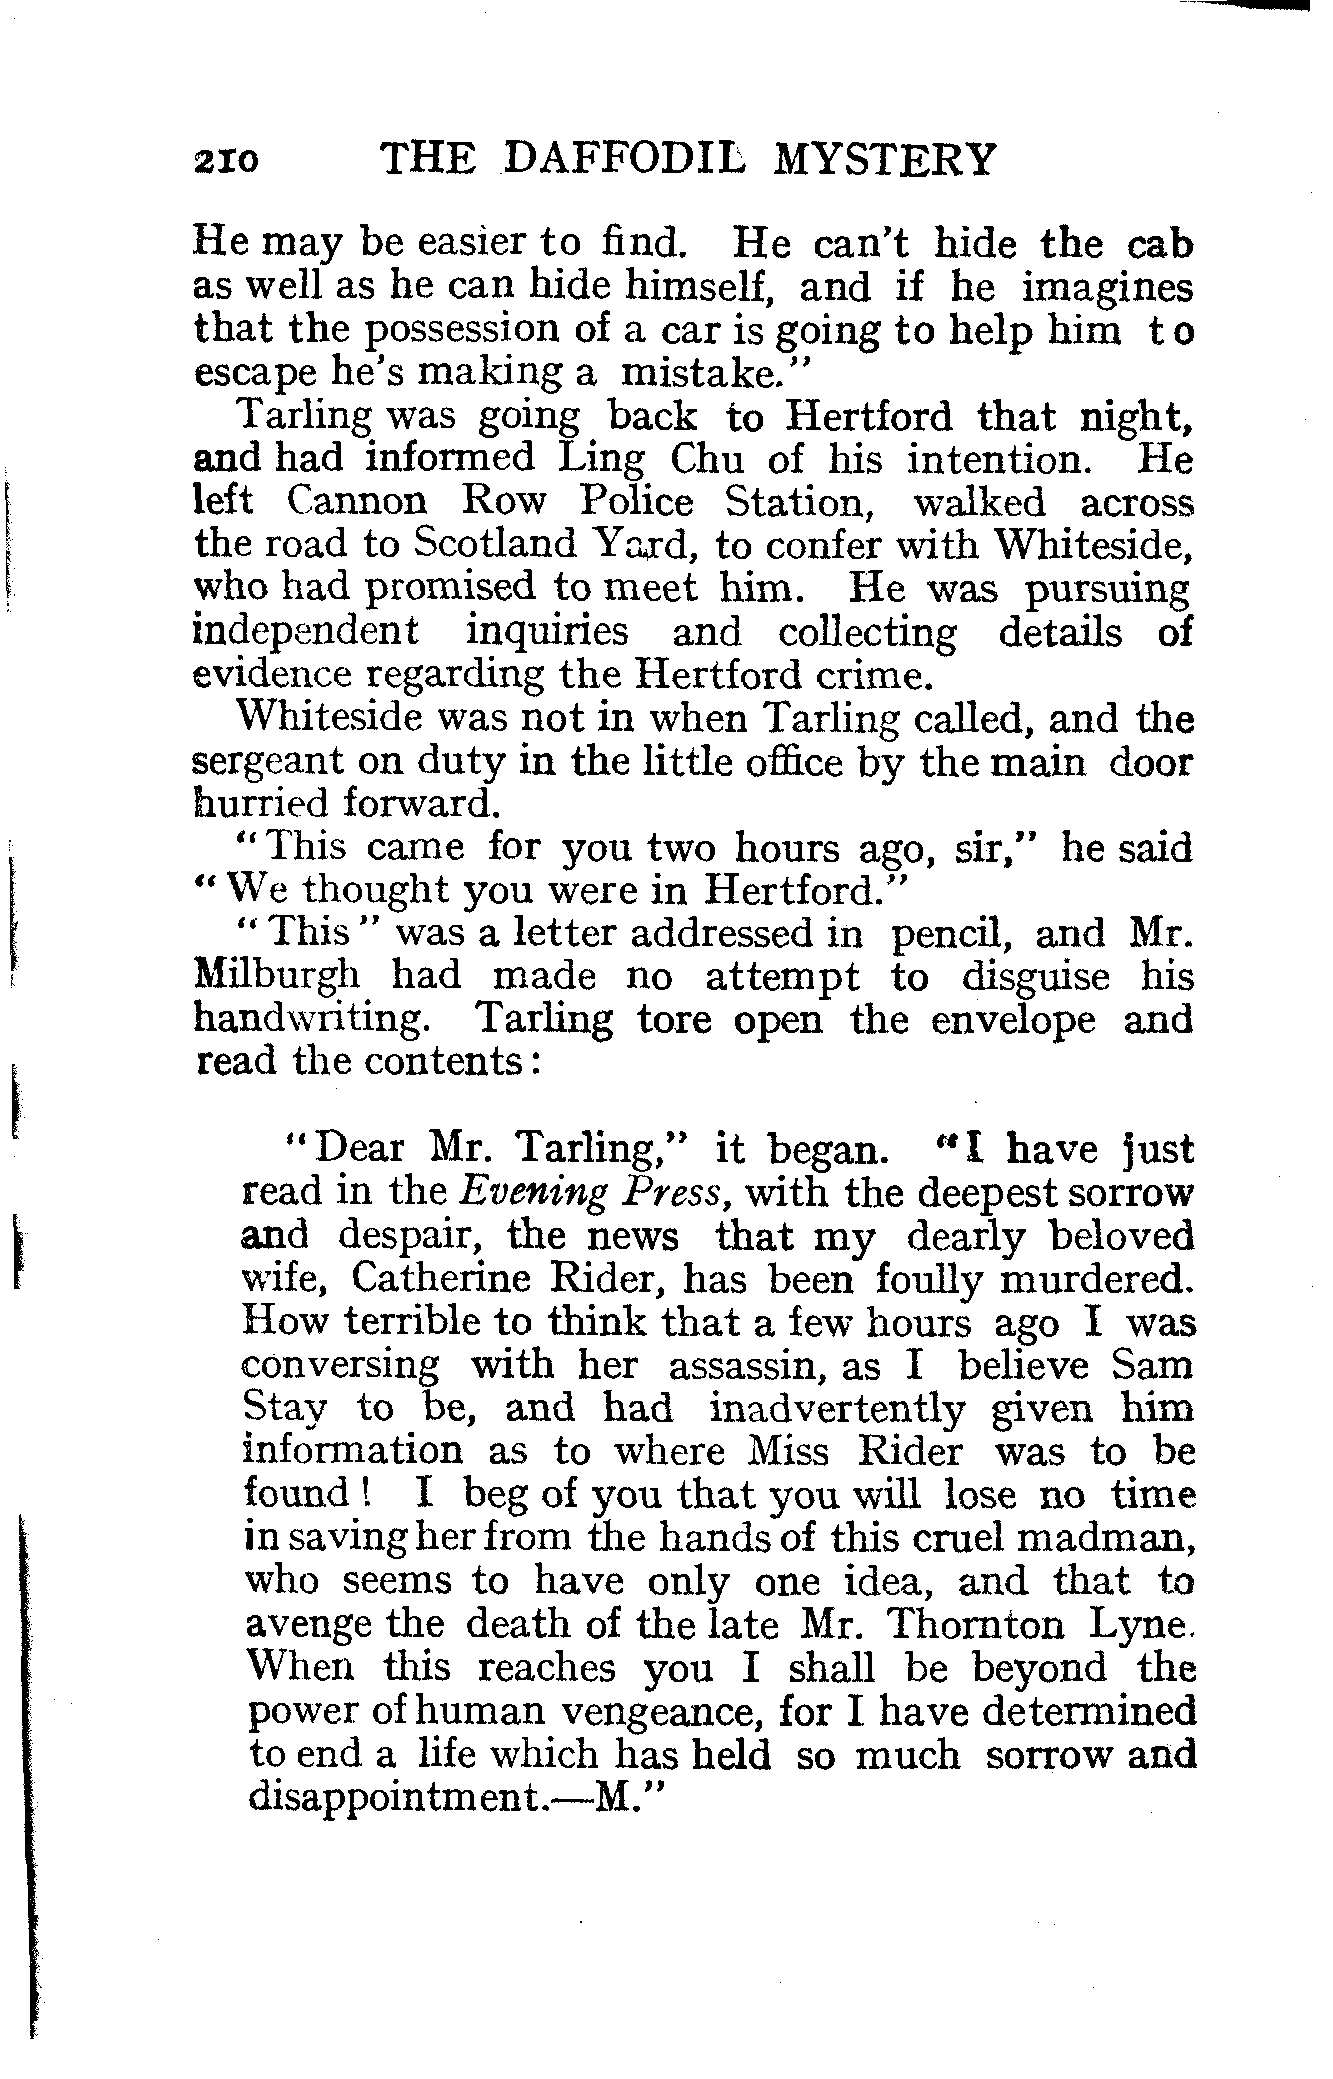 210 THE DAFFODIL MYSTERY
He may be easier to find. He can't hide the cab
as well as he can hide himself, and if he imagines
that the possession of a car is going to help him to
escape he's making a mistake."
Tarling was going back to Hertford that night,
and had informed Ling Chu of his intention. He
left Cannon Row Police Station, walked across
the road to Scotland Yard, to confer with Whiteside,
who had promised to meet him. He was pursuing
independent inquiries and collecting details of
evidence regarding the Hertford crime.
Whiteside was not in when Tarling called, and the
sergeant on duty in the little office by the main door
hurried forward.
"This came for you two hours ago, sir," he said
"We thought you were in Hertford."
"This" was a letter addressed in pencil, and Mr.
Milburgh had made no attempt to disguise his
handwriting. Tarling tore open the envelope and
read the contents:
"Dear Mr. Tarling," it began. "I have just
read in the Evening Press, with the deepest sorrow
and despair, the news that my dearly beloved
wife, Catherine Rider, has been foully murdered.
How terrible to think that a few hours ago I was
conversing with her assassin, as I believe Sam
Stay to be, and had inadvertently given him
information as to where Miss Rider was to be
found! I beg of you that you will lose no time
in saving her from the hands of this cruel madman,
who seems to have only one idea, and that to
avenge the death of the late Mr. Thornton Lyne.
When this reaches you I shall be beyond the
power of human vengeance, for I have determined
to end a life which has held so much sorrow and
disappointment.—M."